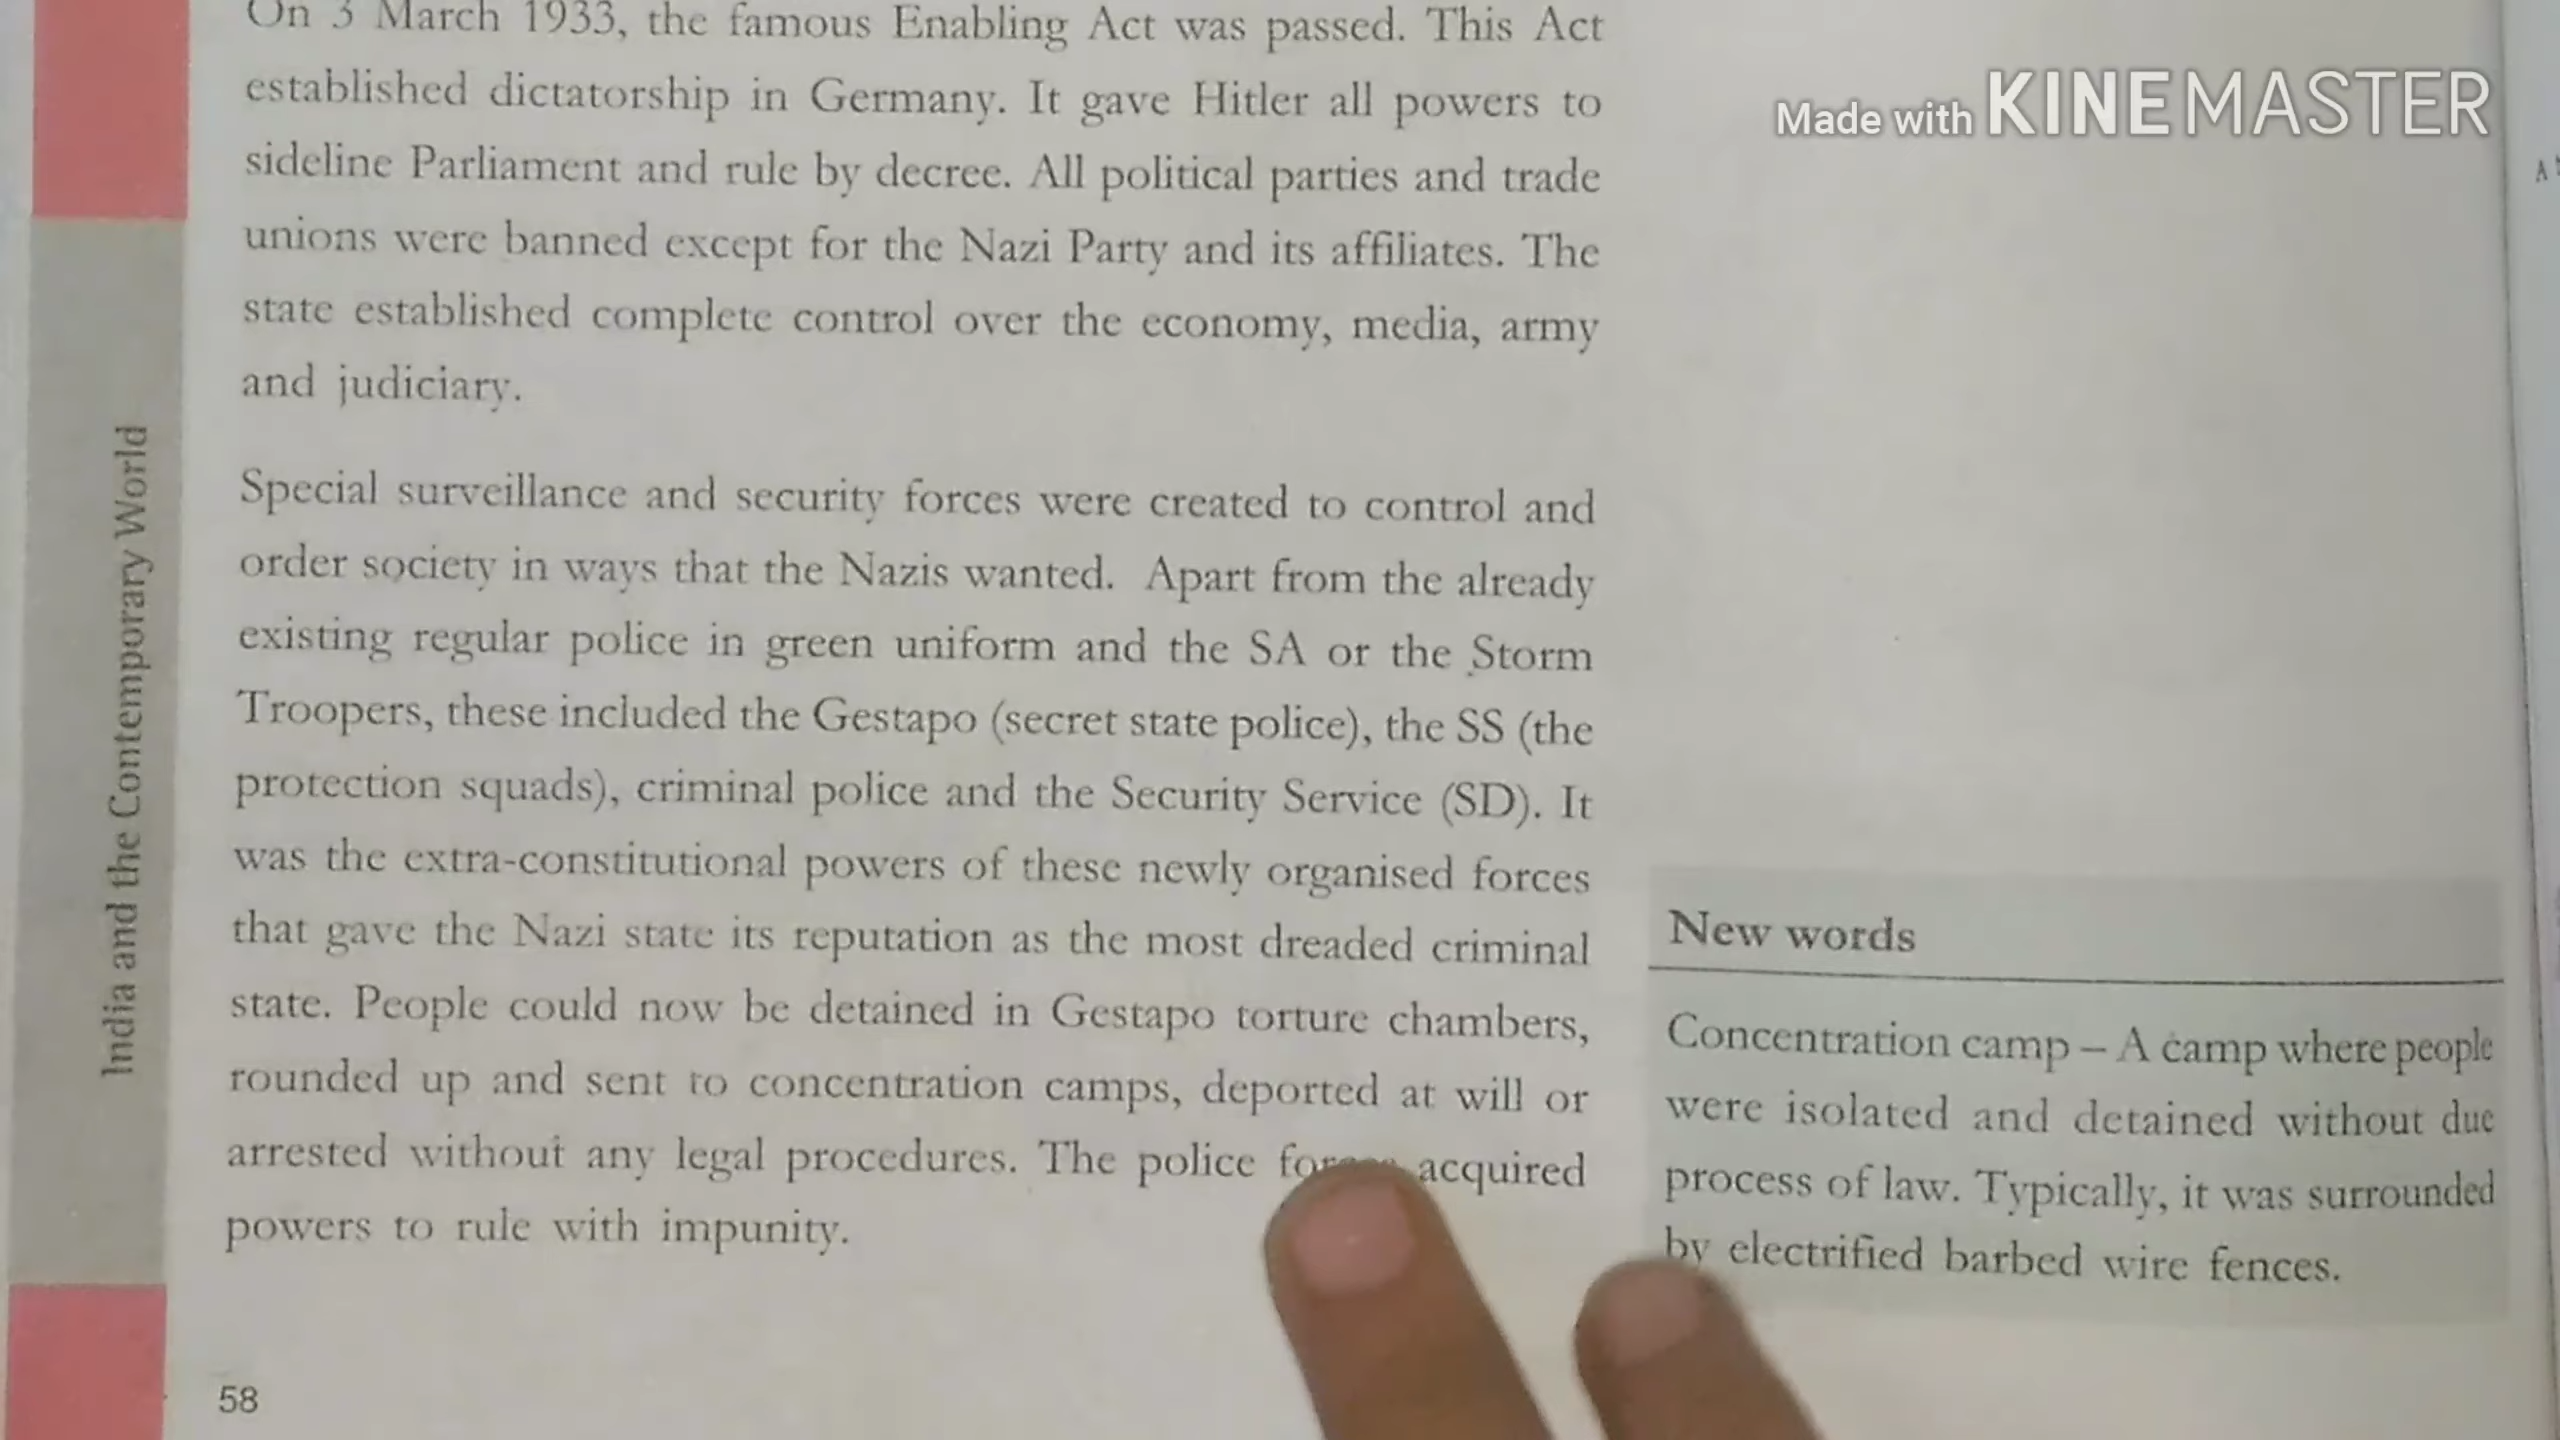 On 3 March 1933, the famous Enabling Act was passed. This Act
established dictatorship in Germany. It gave Hitler all powers to
sideline Parliament and rule by decree. All political parties and trade
unions were banned except for the Nazi Party and its affiliates. The
state established complete control over the economy, media, army
and judiciary.
Special surveillance and security forces were created to control and
order society in ways that the Nazis wanted. Apart from the already
existing regular police in green uniform and the SA or the Storm
Troopers, these included the Gestapo (secret state police), the SS (the
protection squads), criminal police and the Security Service (SD). It
was the extra-constitutional powers of these newly organised forces
that gave the Nazi state its reputation as the most dreaded criminal
state. People could now be detained in Gestapo torture chambers,
rounded up and sent to concentration camps, deported at will or
arrested without any legal procedures. The police acquired
powers to rule with impunity.
58
India and the Contemporary World
Made with KINEMASTER
New words
Concentration camp – A camp where people
were isolated and detained without due
process of law. Typically, it was surrounded
by electrified barbed wire fences.